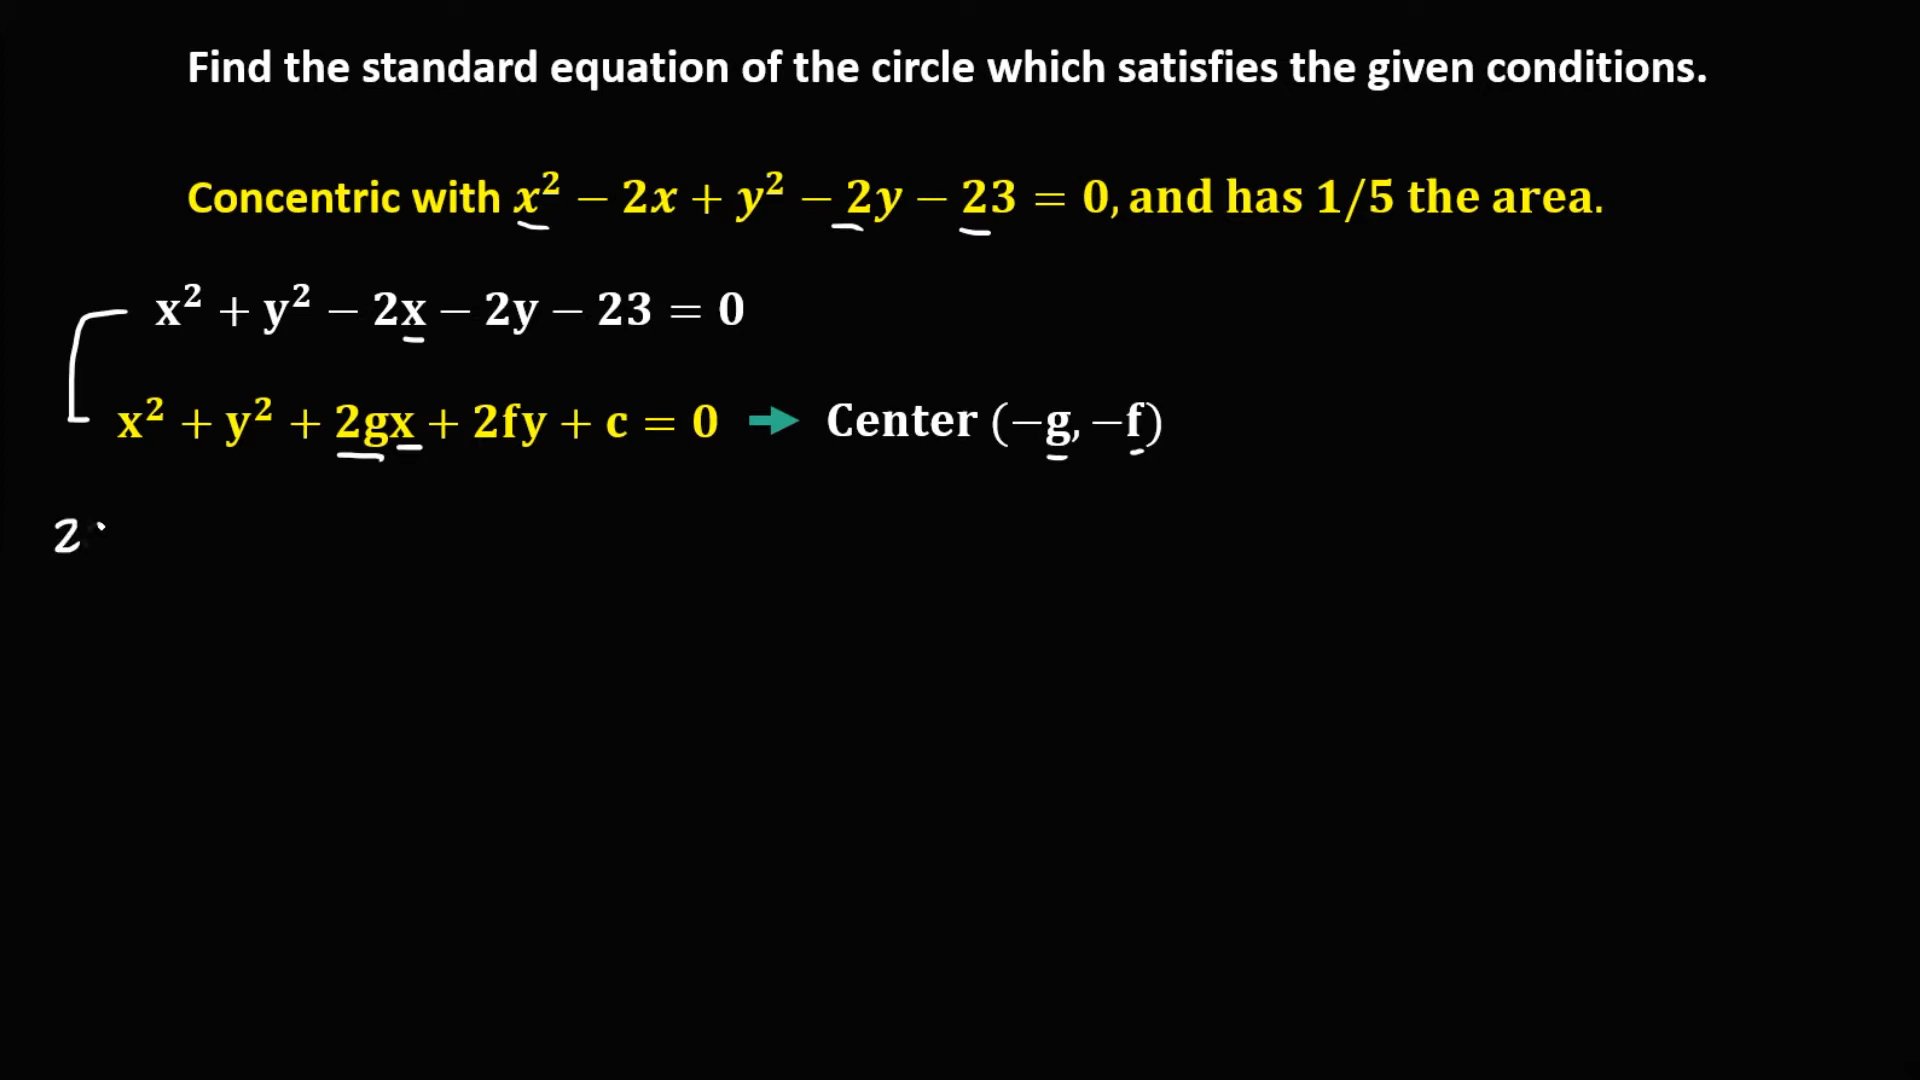 Find the standard equation of the circle which satisfies the given conditions.
Concentric with x² − 2x + y² − 2y − 23 = 0, and has 1/5 the area.
x² + y² − 2x − 2y − 23 = 0
x² + y² + 2gx + 2fy + c = 0 → Center (−g, −f)
2